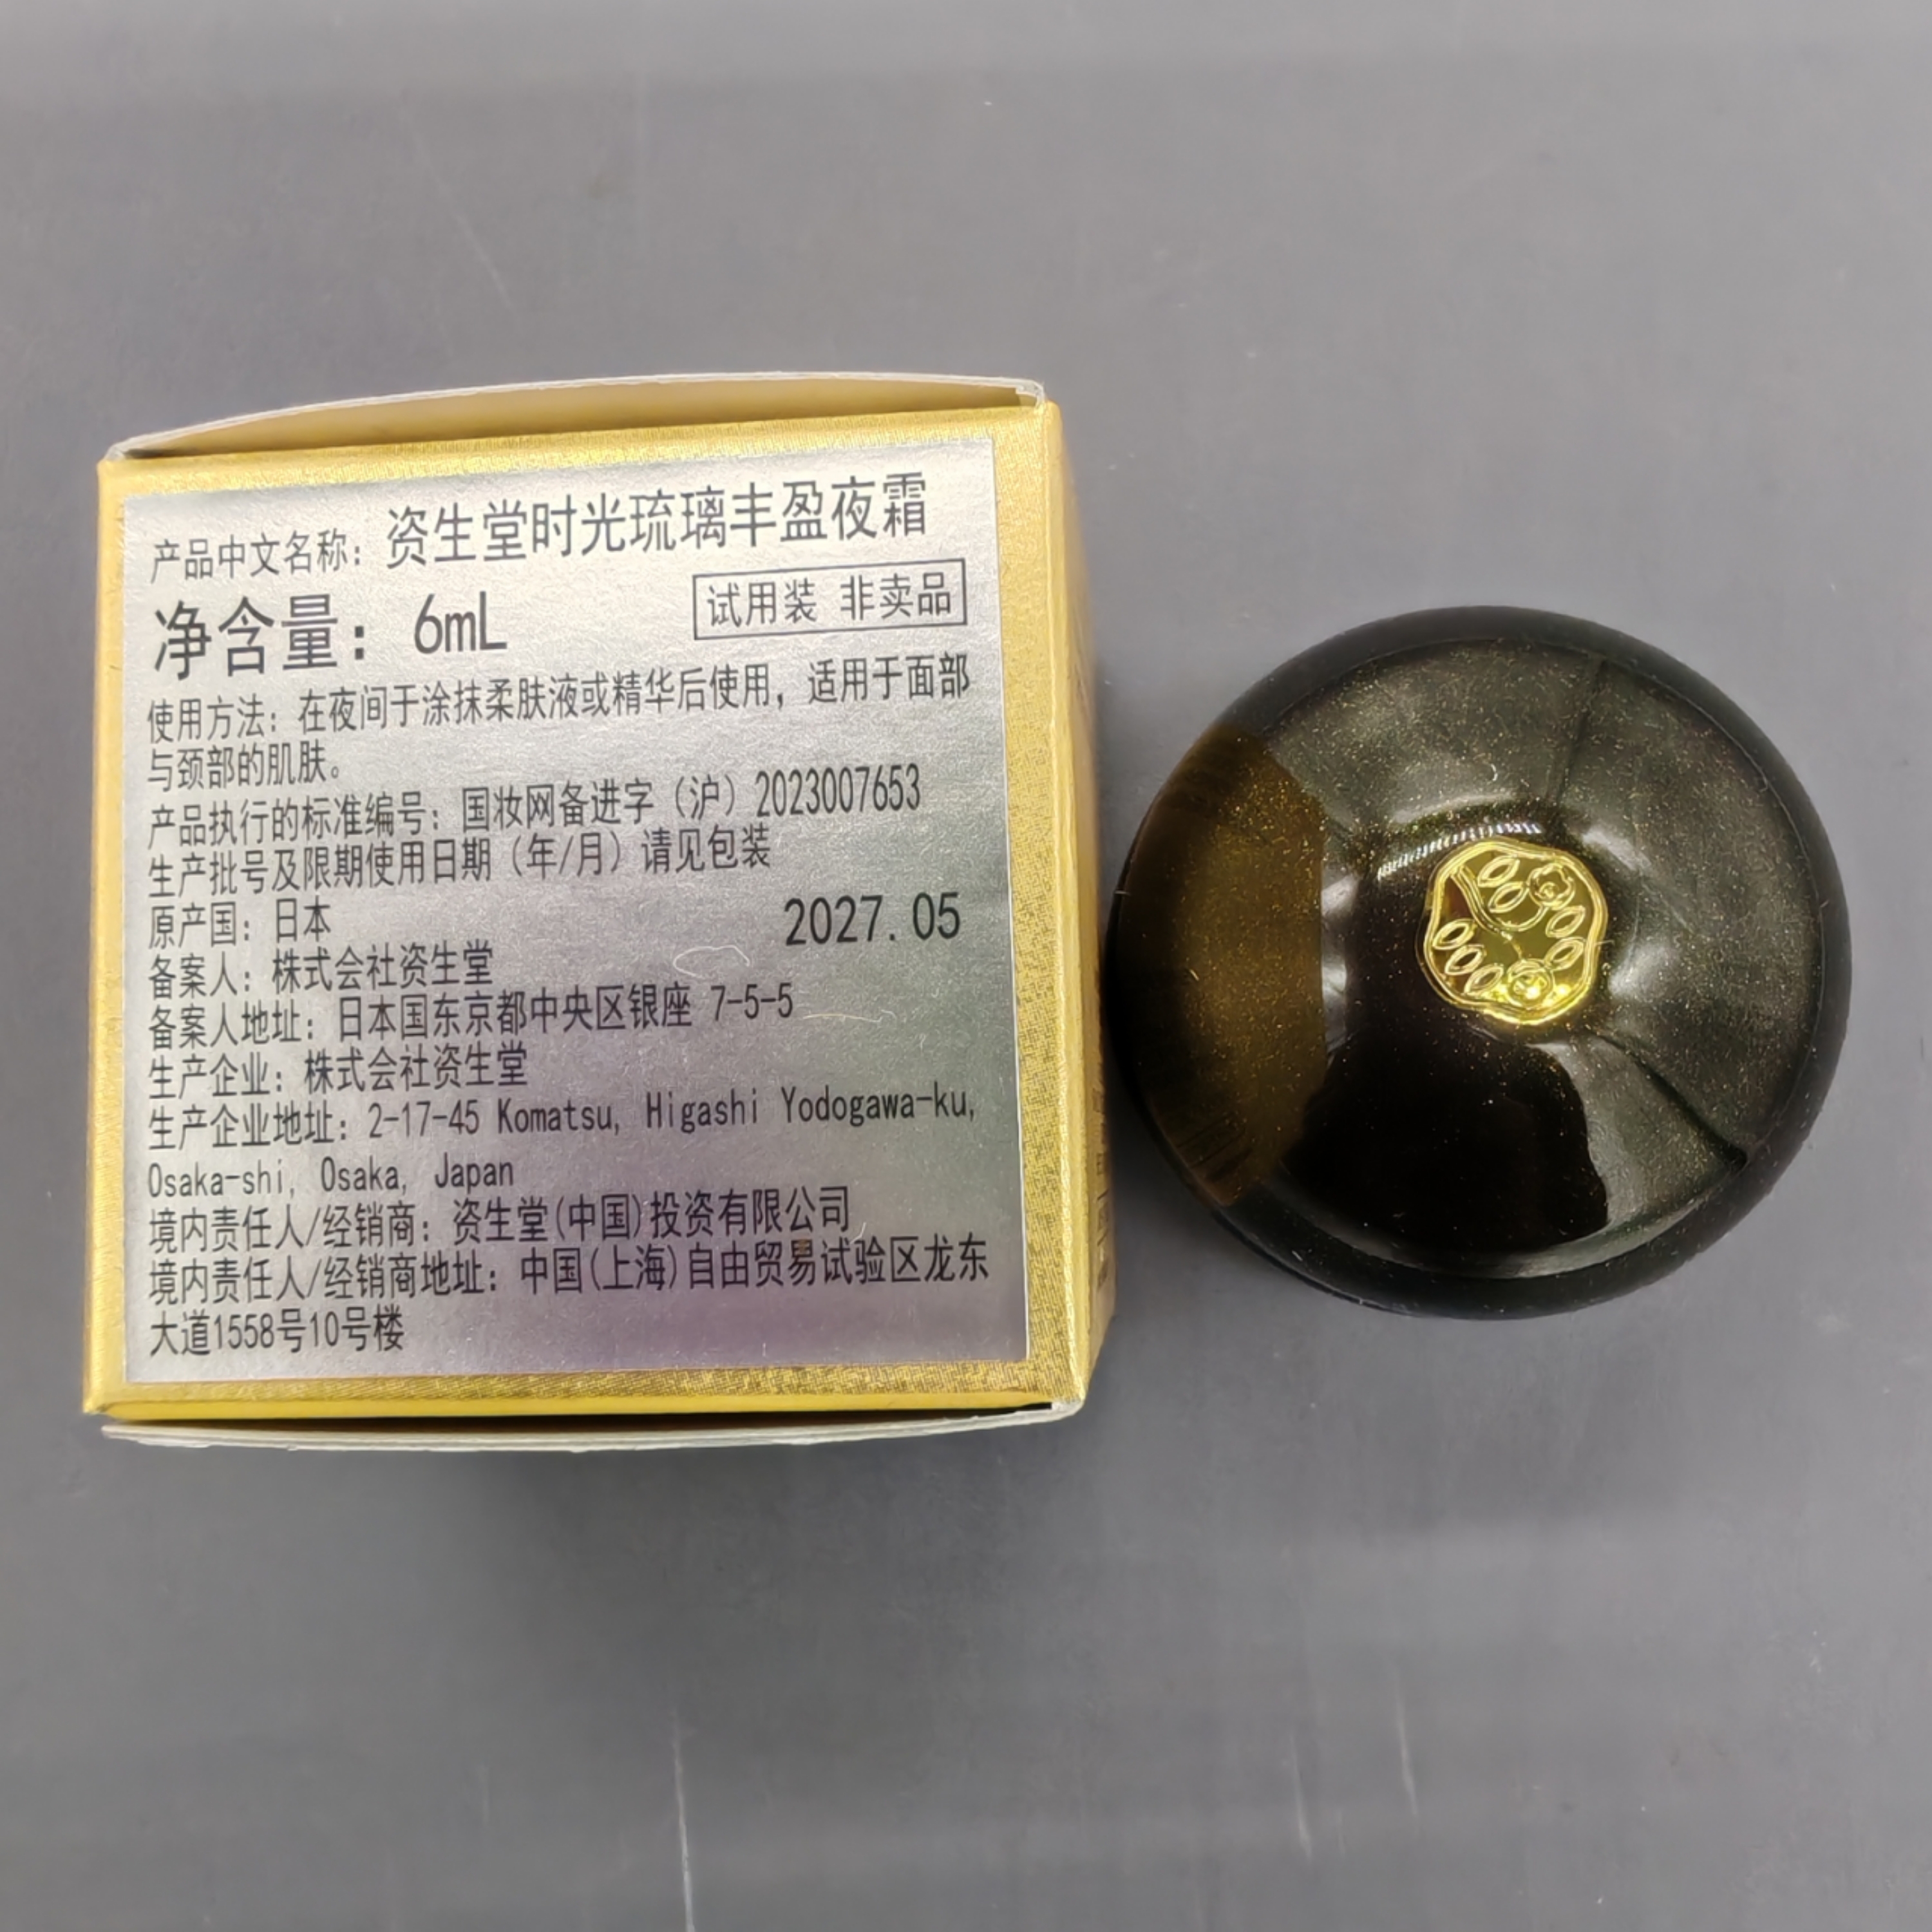 产品中文名称：资生堂时光琉璃丰盈夜霜
净含量：6mL
试用装 非卖品
使用方法：在夜间于涂抹柔肤液或精华后使用，适用于面部
与颈部的肌肤。
产品执行的标准编号：国妆网备进字（沪）2023007653
生产批号及限期使用日期（年/月）请见包装
原产国：日本
2027.05
备案人：株式会社资生堂
备案人地址：日本国东京都中央区银座 7-5-5
生产企业：株式会社资生堂
生产企业地址：2-17-45 Komatsu, Higashi Yodogawa-ku,
Osaka-shi, Osaka, Japan
境内责任人/经销商：资生堂(中国)投资有限公司
境内责任人/经销商地址：中国(上海)自由贸易试验区龙东
大道1558号10号楼